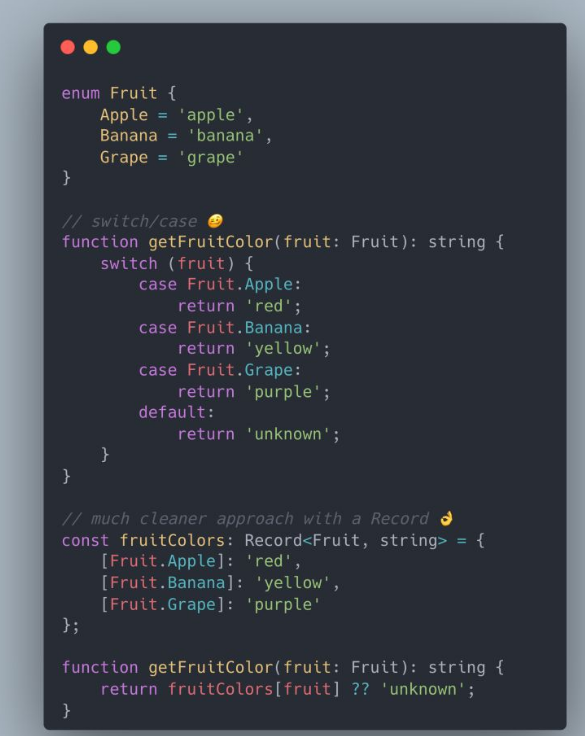 enum Fruit {
    Apple = 'apple',
    Banana = 'banana',
    Grape = 'grape'
}
// switch/case 🤕
function getFruitColor(fruit: Fruit): string {
    switch (fruit) {
        case Fruit.Apple:
            return 'red';
        case Fruit.Banana:
            return 'yellow';
        case Fruit.Grape:
            return 'purple';
        default:
            return 'unknown';
    }
}
// much cleaner approach with a Record 👌
const fruitColors: Record<Fruit, string> = {
    [Fruit.Apple]: 'red',
    [Fruit.Banana]: 'yellow',
    [Fruit.Grape]: 'purple'
};
function getFruitColor(fruit: Fruit): string {
    return fruitColors[fruit] ?? 'unknown';
}